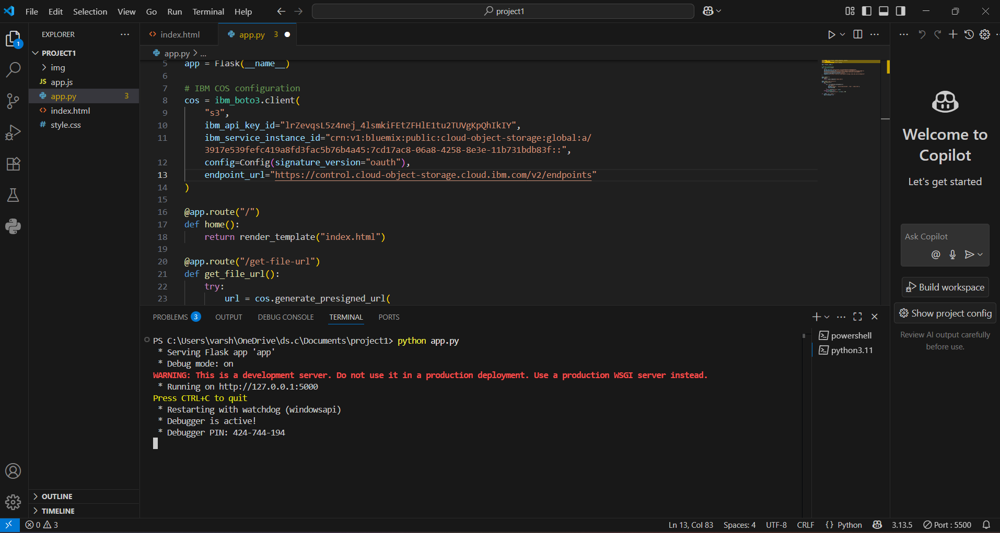 File Edit Selection View Go Run Terminal Help
project1
EXPLORER
PROJECT1
img
JS app.js
app.py 3
index.html
# style.css
OUTLINE
TIMELINE
1
index.html
app.py 3
app.py > ...
5 app = Flask(__name__)
6
7 # IBM COS configuration
8 cos = ibm_boto3.client(
9 "s3",
10 ibm_api_key_id="lrZevqsL5z4nej_4lsmkiFEtZFHlE1tu2TUVgKpQhIkIY",
11 ibm_service_instance_id="crn:v1:bluemix:public:cloud-object-storage:global:a/
3917e539fefc419a8fd3fac5b76b4a45:7cd17ac8-06a8-4258-8e3e-11b731bdb83f::",
12 config=Config(signature_version="oauth"),
13 endpoint_url="https://control.cloud-object-storage.cloud.ibm.com/v2/endpoints"
14 )
15
16 @app.route("/")
17 def home():
18 return render_template("index.html")
19
20 @app.route("/get-file-url")
21 def get_file_url():
22 try:
23 url = cos.generate_presigned_url(
PROBLEMS 3 OUTPUT DEBUG CONSOLE TERMINAL PORTS
PS C:\Users\varsh\OneDrive\ds.c\Documents\project1> python app.py
* Serving Flask app 'app'
* Debug mode: on
WARNING: This is a development server. Do not use it in a production deployment. Use a production WSGI server instead.
* Running on http://127.0.0.1:5000
Press CTRL+C to quit
* Restarting with watchdog (windowsapi)
* Debugger is active!
* Debugger PIN: 424-744-194
powershell
python3.11
Welcome to
Copilot
Let's get started
Ask Copilot
@
Build workspace
Show project config
Review AI output carefully
before use.
0 3
Ln 13, Col 83 Spaces: 4 UTF-8 CRLF {} Python 3.13.5 Port : 5500